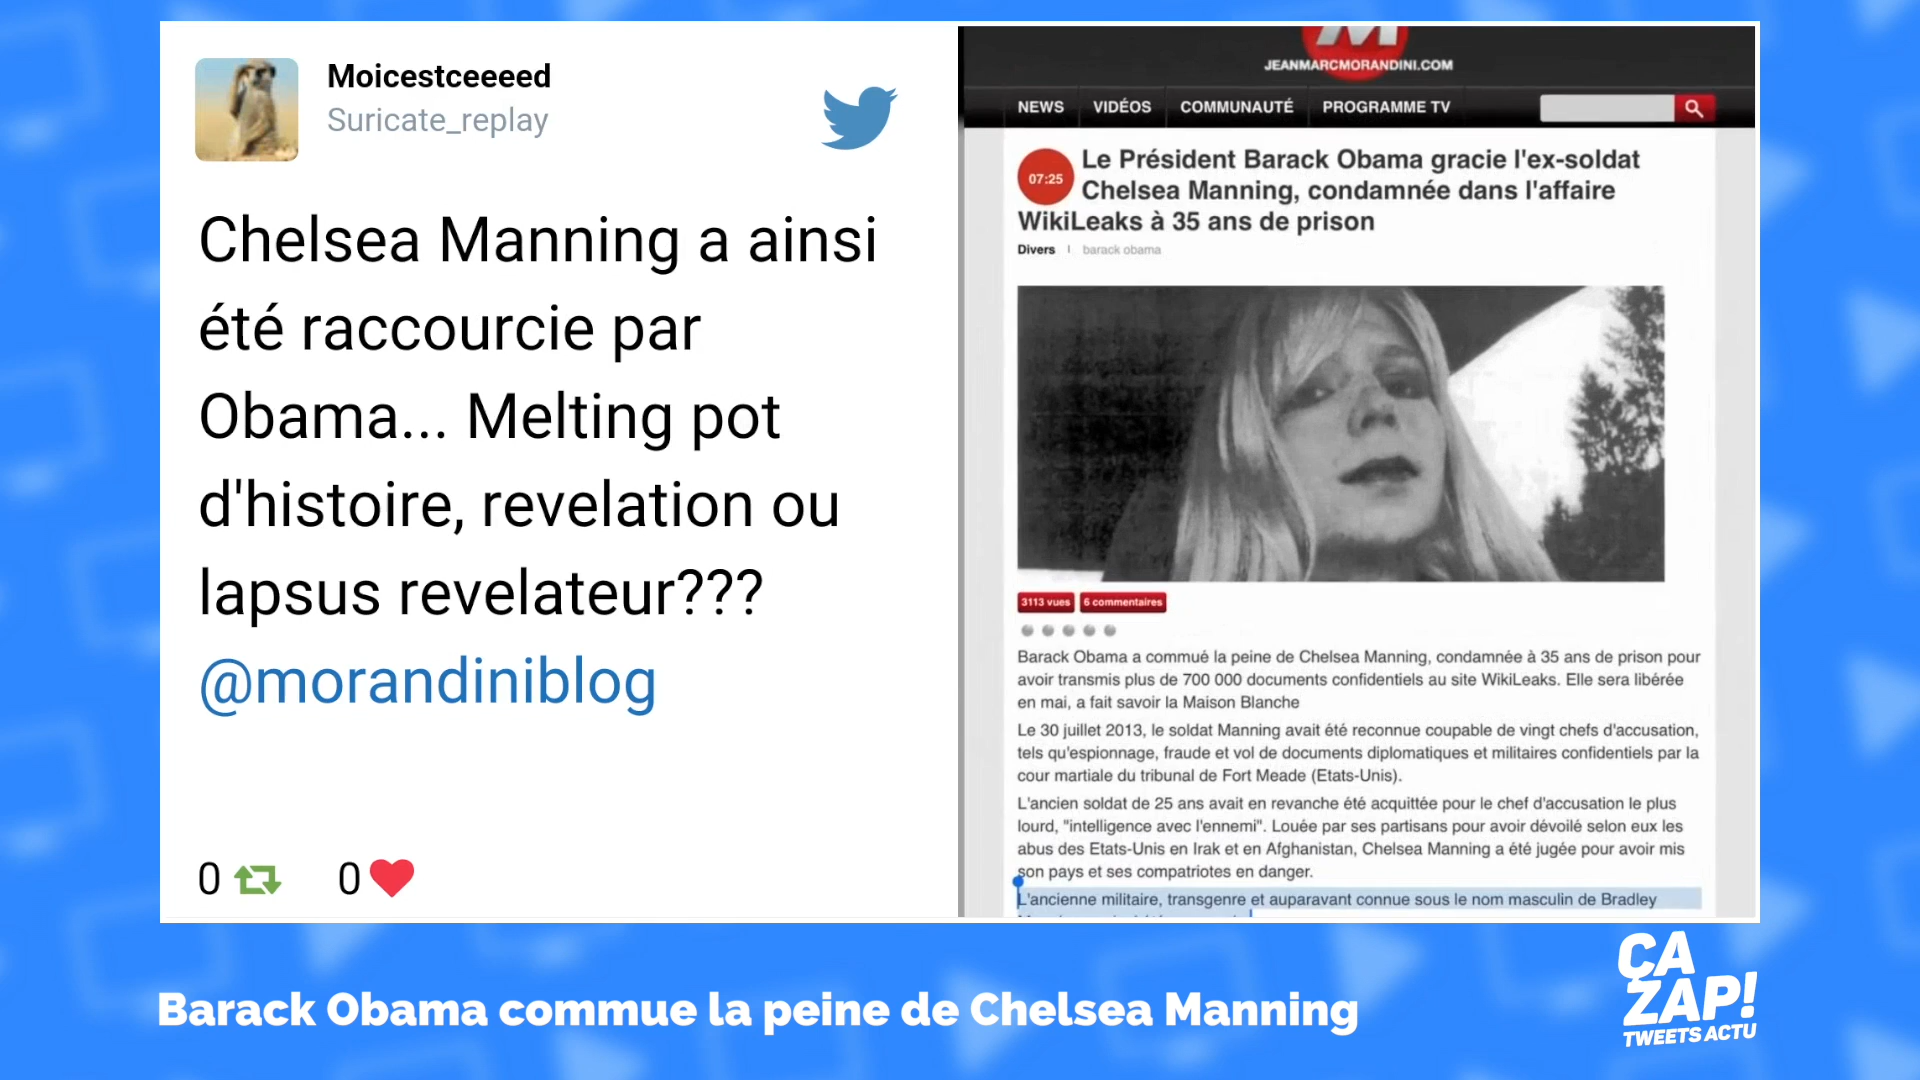 Moicestceeeed
Suricate_replay
Chelsea Manning a ainsi
été raccourcie par
Obama... Melting pot
d'histoire, revelation ou
lapsus revelateur???
@morandiniblog
0
0
M
JEANMARCMORANDINI.COM
NEWS VIDÉOS COMMUNAUTÉ PROGRAMME TV
07:25
Le Président Barack Obama gracie l'ex-soldat
Chelsea Manning, condamnée dans l'affaire
WikiLeaks à 35 ans de prison
Divers | barack obama
3113 vues 6 commentaires
Barack Obama a commué la peine de Chelsea Manning, condamnée à 35 ans de prison pour
avoir transmis plus de 700 000 documents confidentiels au site WikiLeaks. Elle sera libérée
en mai, a fait savoir la Maison Blanche
Le 30 juillet 2013, le soldat Manning avait été reconnue coupable de vingt chefs d'accusation,
tels qu'espionnage, fraude et vol de documents diplomatiques et militaires confidentiels par la
cour martiale du tribunal de Fort Meade (Etats-Unis).
L'ancien soldat de 25 ans avait en revanche été acquittée pour le chef d'accusation le plus
lourd, "intelligence avec l'ennemi". Louée par ses partisans pour avoir dévoilé selon eux les
abus des Etats-Unis en Irak et en Afghanistan, Chelsea Manning a été jugée pour avoir mis
son pays et ses compatriotes en danger.
L'ancienne militaire, transgenre et auparavant connue sous le nom masculin de Bradley
Barack Obama commue la peine de Chelsea Manning
CA
ZAP!
TWEETS ACTU